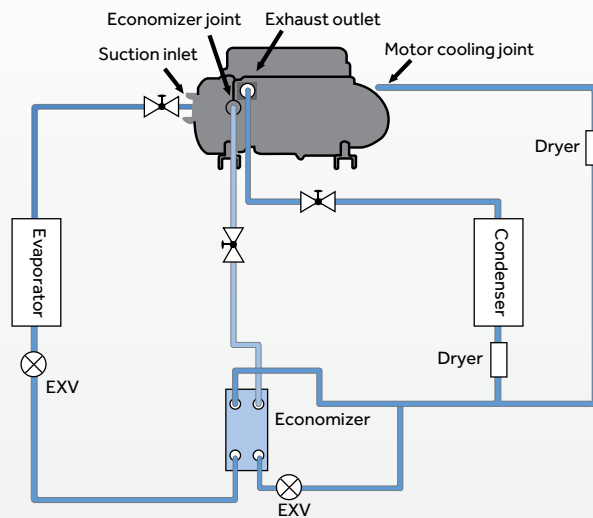 Economizer joint
Exhaust outlet
Suction inlet
Motor cooling joint
Dryer
Evaporator
Condenser
Dryer
EXV
Economizer
EXV